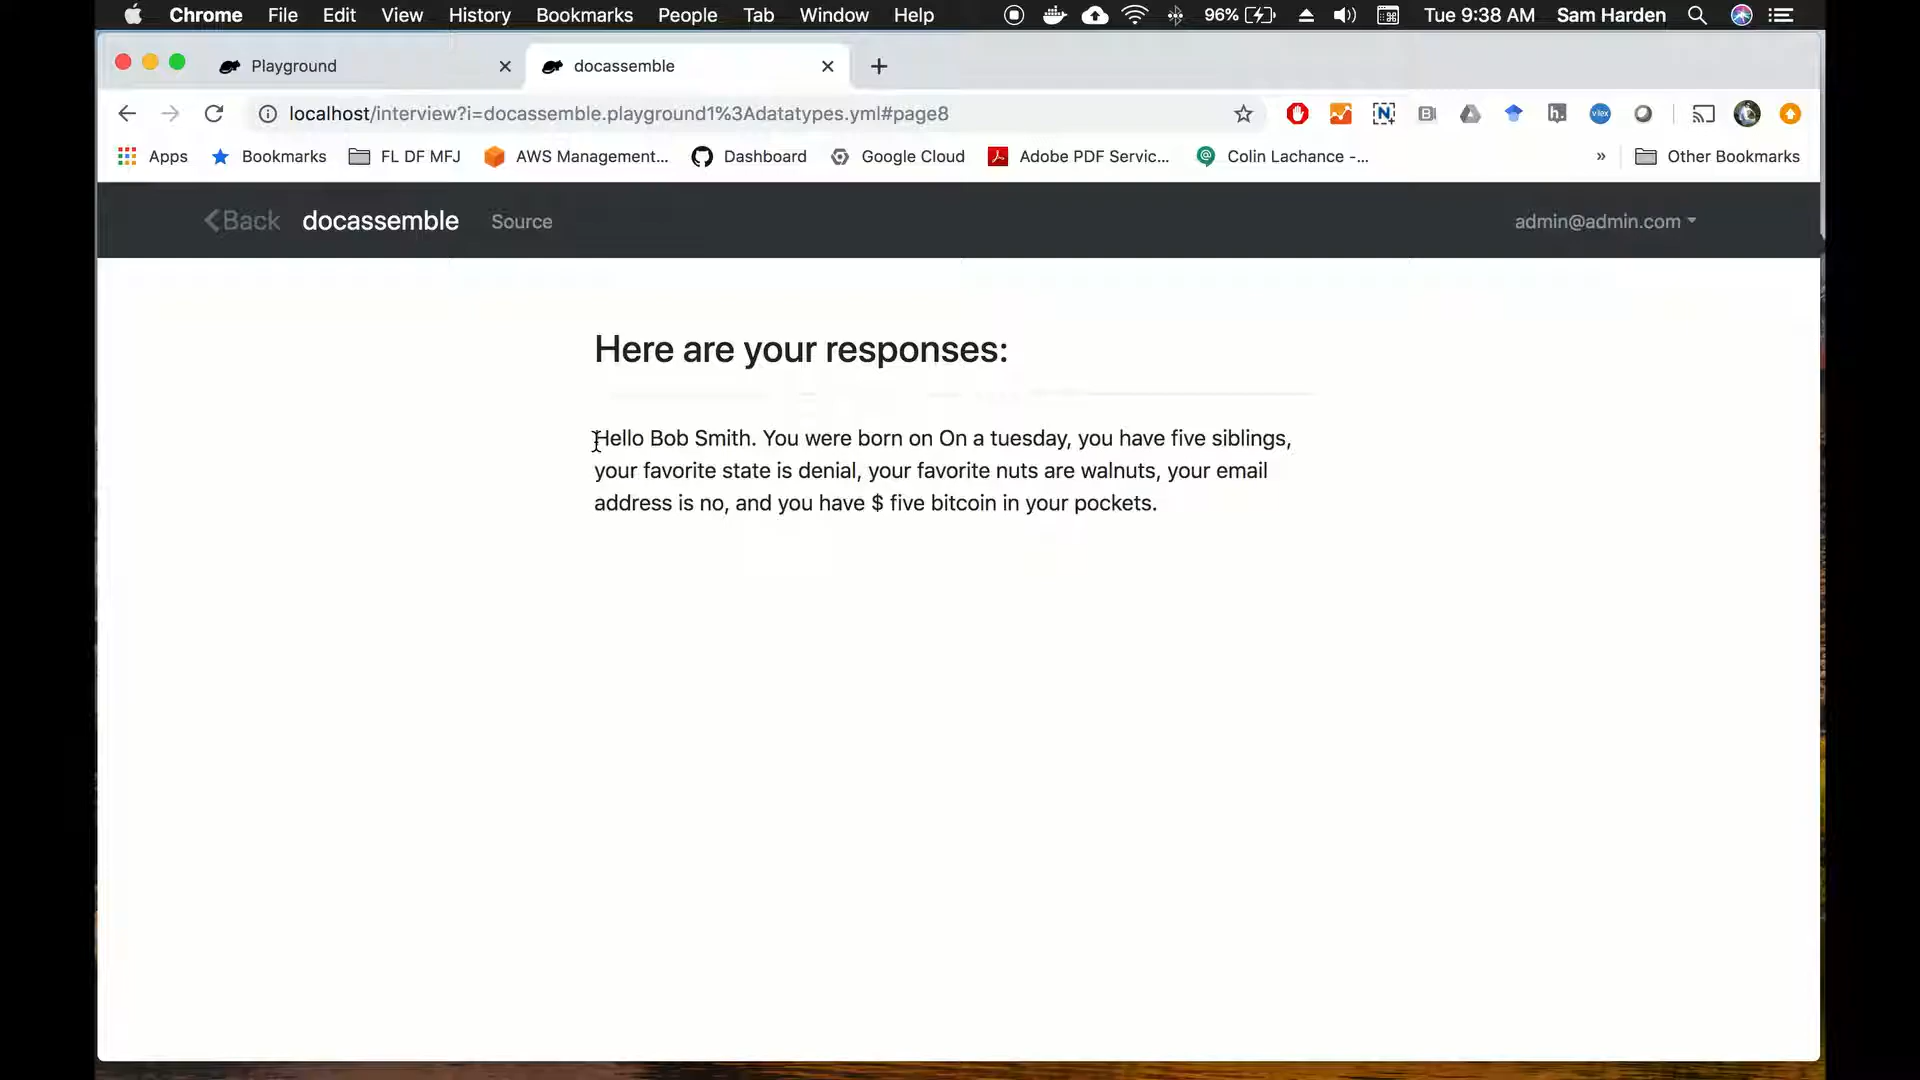 Chrome File Edit View History Bookmarks People Tab Window Help 96% Tue 9:38 AM Sam Harden
Playground docassemble
localhost/interview?i=docassemble.playground1%3Adatatypes.yml#page8
Apps Bookmarks FL DF MFJ AWS Management... Dashboard Google Cloud Adobe PDF Servic... Colin Lachance -... » Other Bookmarks
Back docassemble Source admin@admin.com
Here are your responses:
Hello Bob Smith. You were born on On a tuesday, you have five siblings,
your favorite state is denial, your favorite nuts are walnuts, your email
address is no, and you have $ five bitcoin in your pockets.